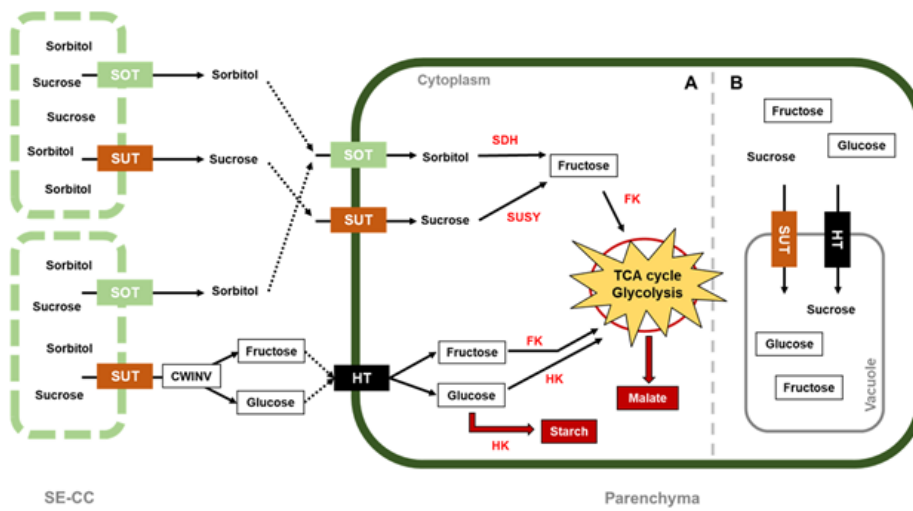 Sorbitol
Sucrose
SOT
Sorbitol
Sucrose
Sorbitol
SUT
Sucrose
Sorbitol
Sorbitol
Sucrose
SOT
Sorbitol
Sorbitol
Sucrose
SUT
CWINV
Fructose
Glucose
SE-CC
Cytoplasm
A
SOT
Sorbitol
SDH
Fructose
SUT
Sucrose
SUSY
FK
TCA cycle
Glycolysis
HT
Fructose
FK
Glucose
HK
HK
Starch
Malate
B
Fructose
Glucose
Sucrose
SUT
HT
Sucrose
Glucose
Fructose
Vacuole
Parenchyma